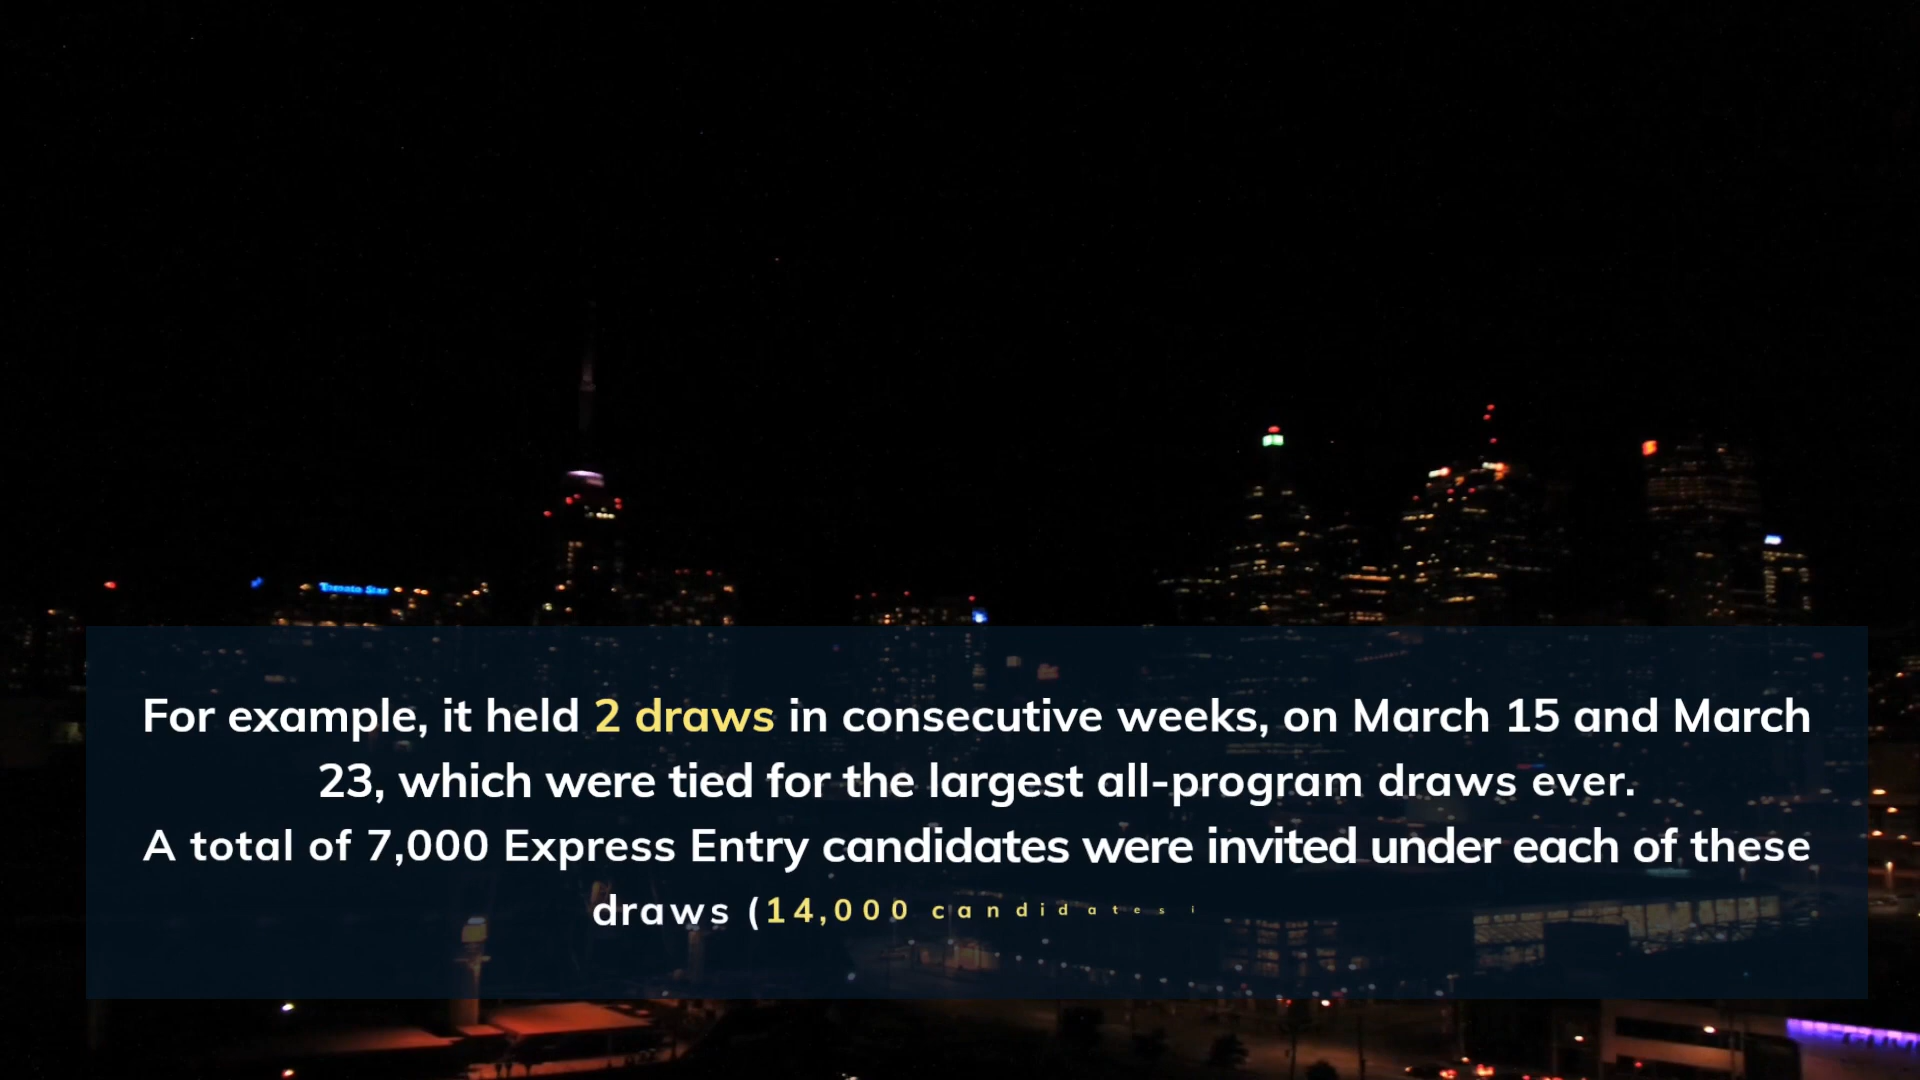 Toronto Star
For example, it held 2 draws in consecutive weeks, on March 15 and March
23, which were tied for the largest all-program draws ever.
A total of 7,000 Express Entry candidates were invited under each of these
draws (14,000 candidates i